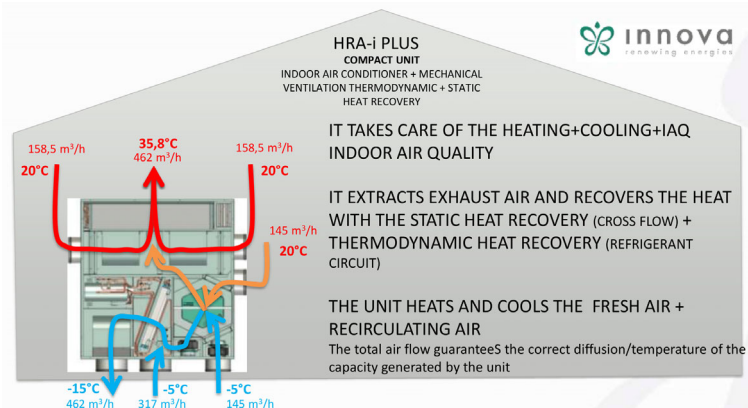 HRA-i PLUS
COMPACT UNIT
INDOOR AIR CONDITIONER + MECHANICAL
VENTILATION THERMODYNAMIC + STATIC
HEAT RECOVERY
ınnova
renewing energies
158,5 m³/h
20°C
35,8°C
462 m³/h
158,5 m³/h
20°C
145 m³/h
20°C
-15°C
462 m³/h
-5°C
317 m³/h
-5°C
145 m³/h
IT TAKES CARE OF THE HEATING+COOLING+IAQ
INDOOR AIR QUALITY
IT EXTRACTS EXHAUST AIR AND RECOVERS THE HEAT
WITH THE STATIC HEAT RECOVERY (CROSS FLOW) +
THERMODYNAMIC HEAT RECOVERY (REFRIGERANT
CIRCUIT)
THE UNIT HEATS AND COOLS THE FRESH AIR +
RECIRCULATING AIR
The total air flow guaranteeS the correct diffusion/temperature of the
capacity generated by the unit